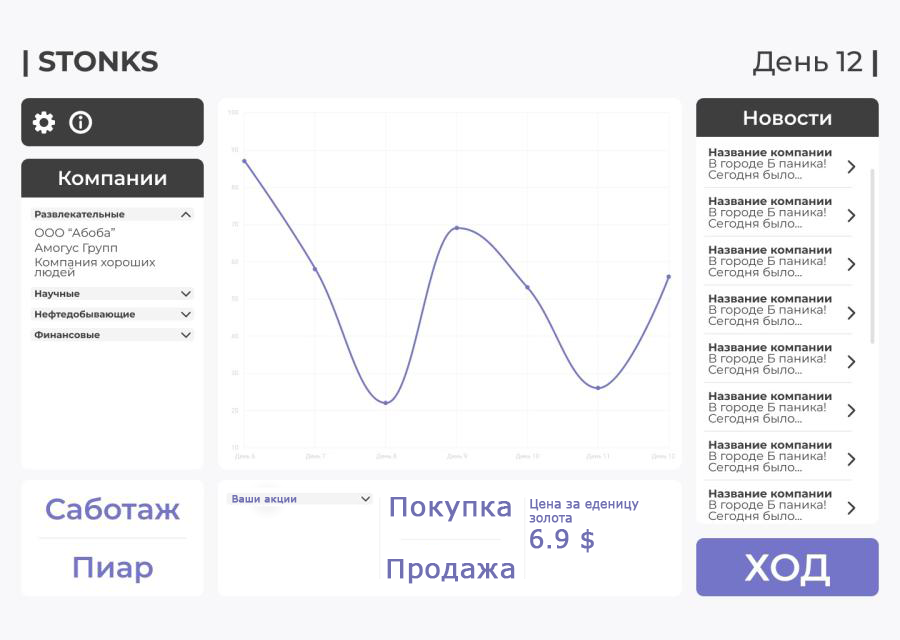 | STONKS
День 12 |
Компании
Развлекательные
ООО “Абоба”
Амогус Групп
Компания хороших
людей
Научные
Нефтедобывающие
Финансовые
Саботаж
Пиар
100
90
80
70
60
50
40
30
20
10
День 6
День 7
День 8
День 9
День 10
День 11
День 12
Ваши акции
Покупка
Продажа
Цена за еденицу
золота
6.9 $
Новости
Название компании
В городе Б паника!
Сегодня было...
Название компании
В городе Б паника!
Сегодня было...
Название компании
В городе Б паника!
Сегодня было...
Название компании
В городе Б паника!
Сегодня было...
Название компании
В городе Б паника!
Сегодня было...
Название компании
В городе Б паника!
Сегодня было...
Название компании
В городе Б паника!
Сегодня было...
Название компании
В городе Б паника!
Сегодня было...
ХОД